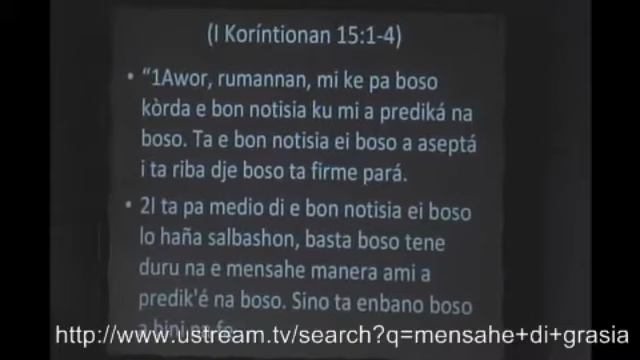 (I Koríntionan 15:1-4)
• “1Awor, rumannan, mi ke pa boso
kòrda e bon notisia ku mi a prediká na
boso. Ta e bon notisia ei boso a aseptá
i ta riba dje boso ta firme pará.
• 2I ta pa medio di e bon notisia ei boso
lo haña salbashon, basta boso tene
duru na e mensahe manera ami a
predik'é na boso. Sino ta enbano boso
http://www.ustream.tv/search?q=mensahe+di+grasia